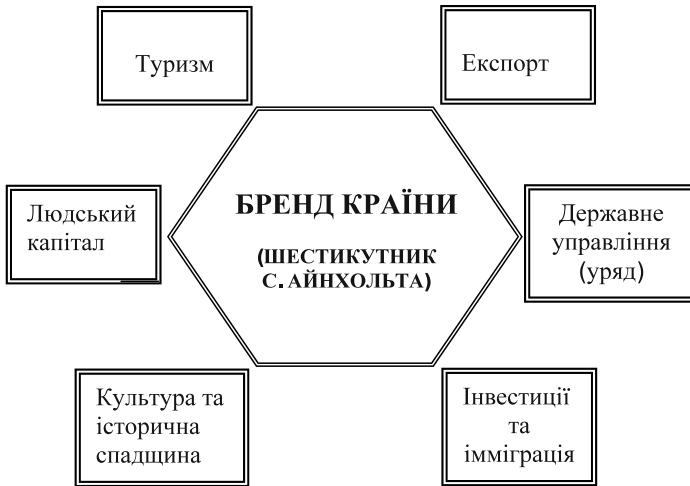 Туризм
Експорт
БРЕНД КРАЇНИ
(ШЕСТИКУТНИК
С. АЙНХОЛЬТА)
Людський
капітал
Державне
управління
(уряд)
Культура та
історична
спадщина
Інвестиції
та
імміграція